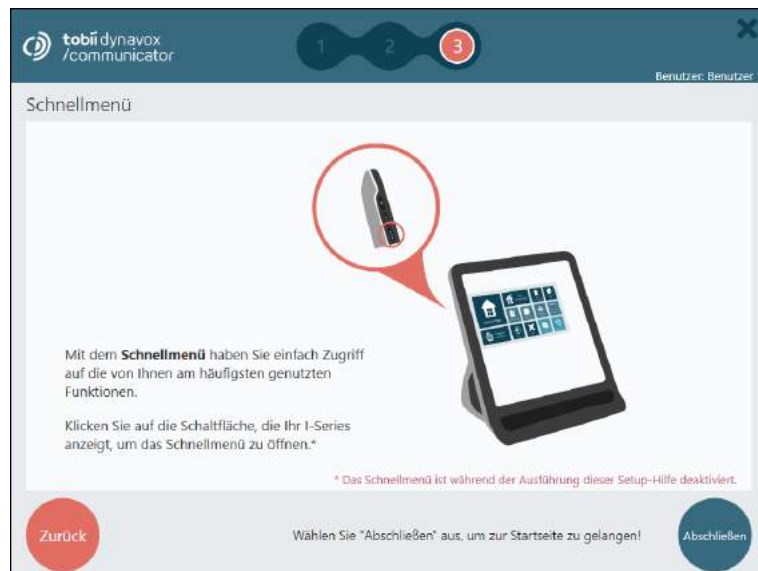 tobii dynavox
/communicator
1 2 3
Benutzer: Benutzer
Schnellmenü
Mit dem Schnellmenü haben Sie einfach Zugriff
auf die von Ihnen am häufigsten genutzten
Funktionen.
Klicken Sie auf die Schaltfläche, die Ihr I-Series
anzeigt, um das Schnellmenü zu öffnen.*
* Das Schnellmenü ist während der Ausführung dieser Setup-Hilfe deaktiviert.
Zurück
Wählen Sie "Abschließen" aus, um zur Startseite zu gelangen!
Abschließen